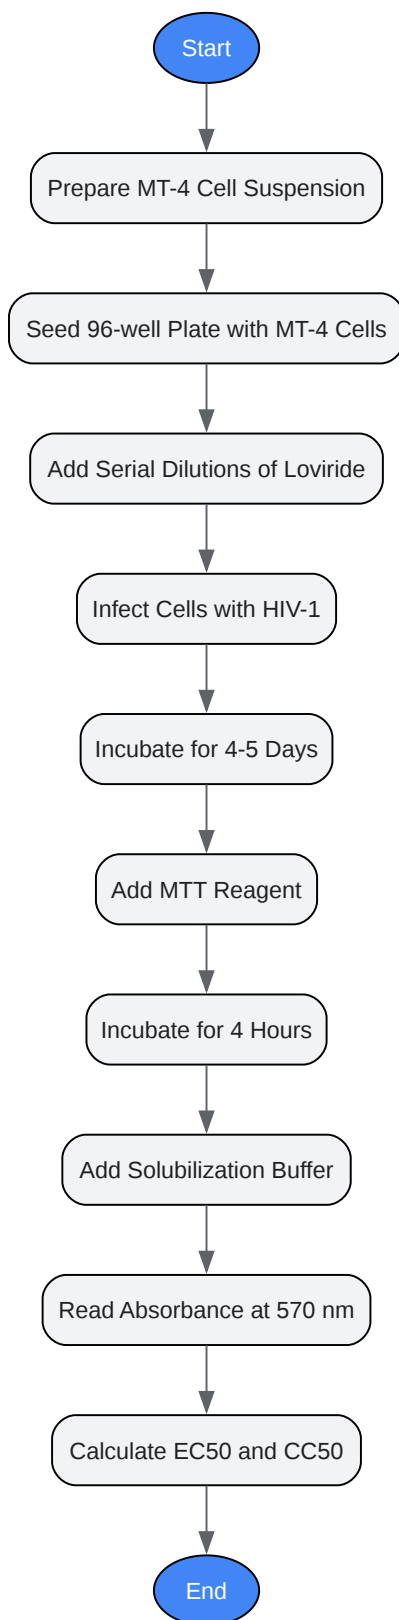 Start
Prepare MT-4 Cell Suspension
Seed 96-well Plate with MT-4 Cells
Add Serial Dilutions of Loviride
Infect Cells with HIV-1
Incubate for 4-5 Days
Add MTT Reagent
Incubate for 4 Hours
Add Solubilization Buffer
Read Absorbance at 570 nm
Calculate EC50 and CC50
End